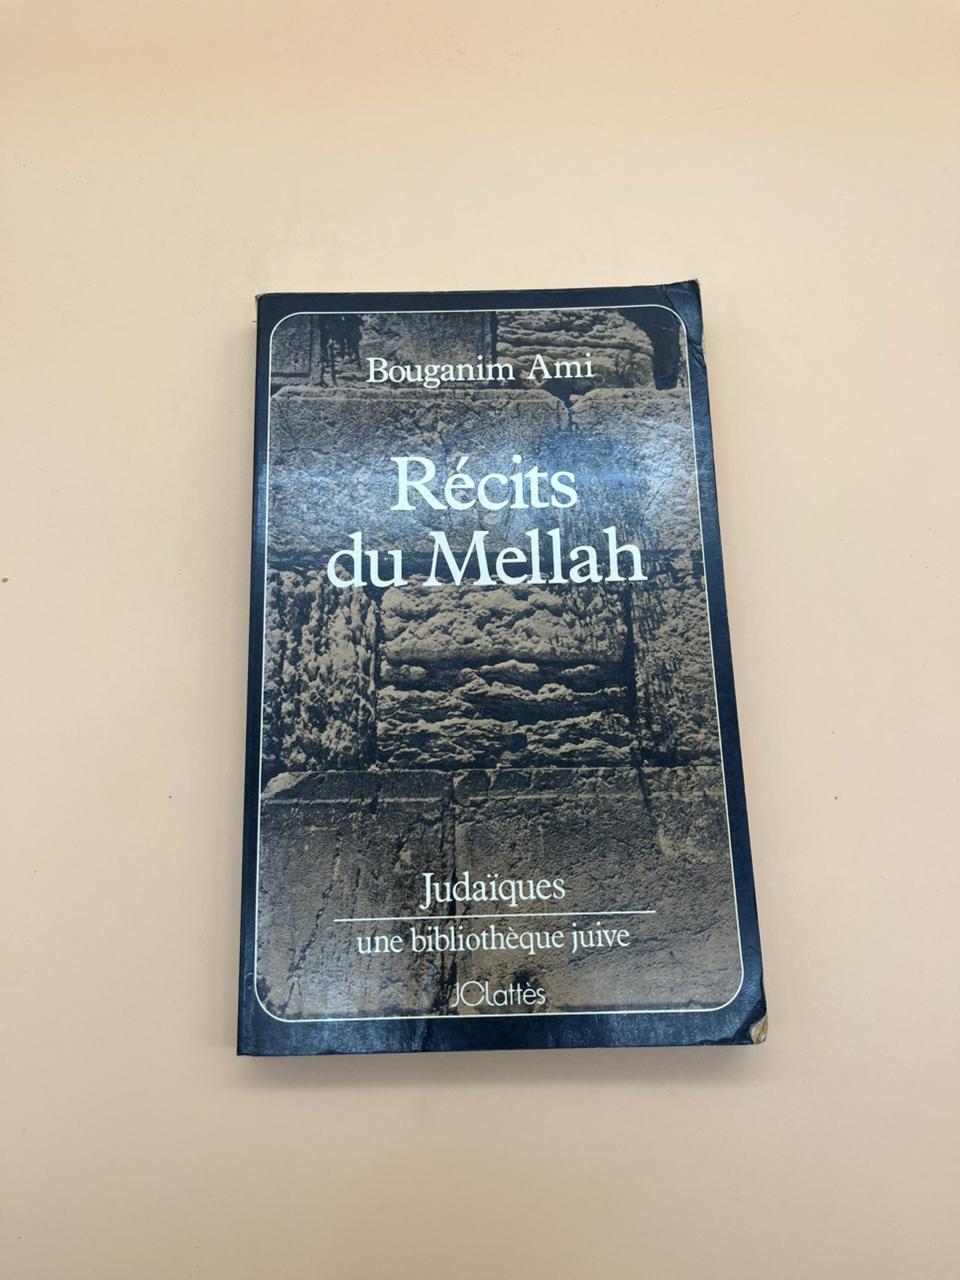 Bouganim Ami
Récits
du Mellah
Judaïques
une bibliothèque juive
JCLattès